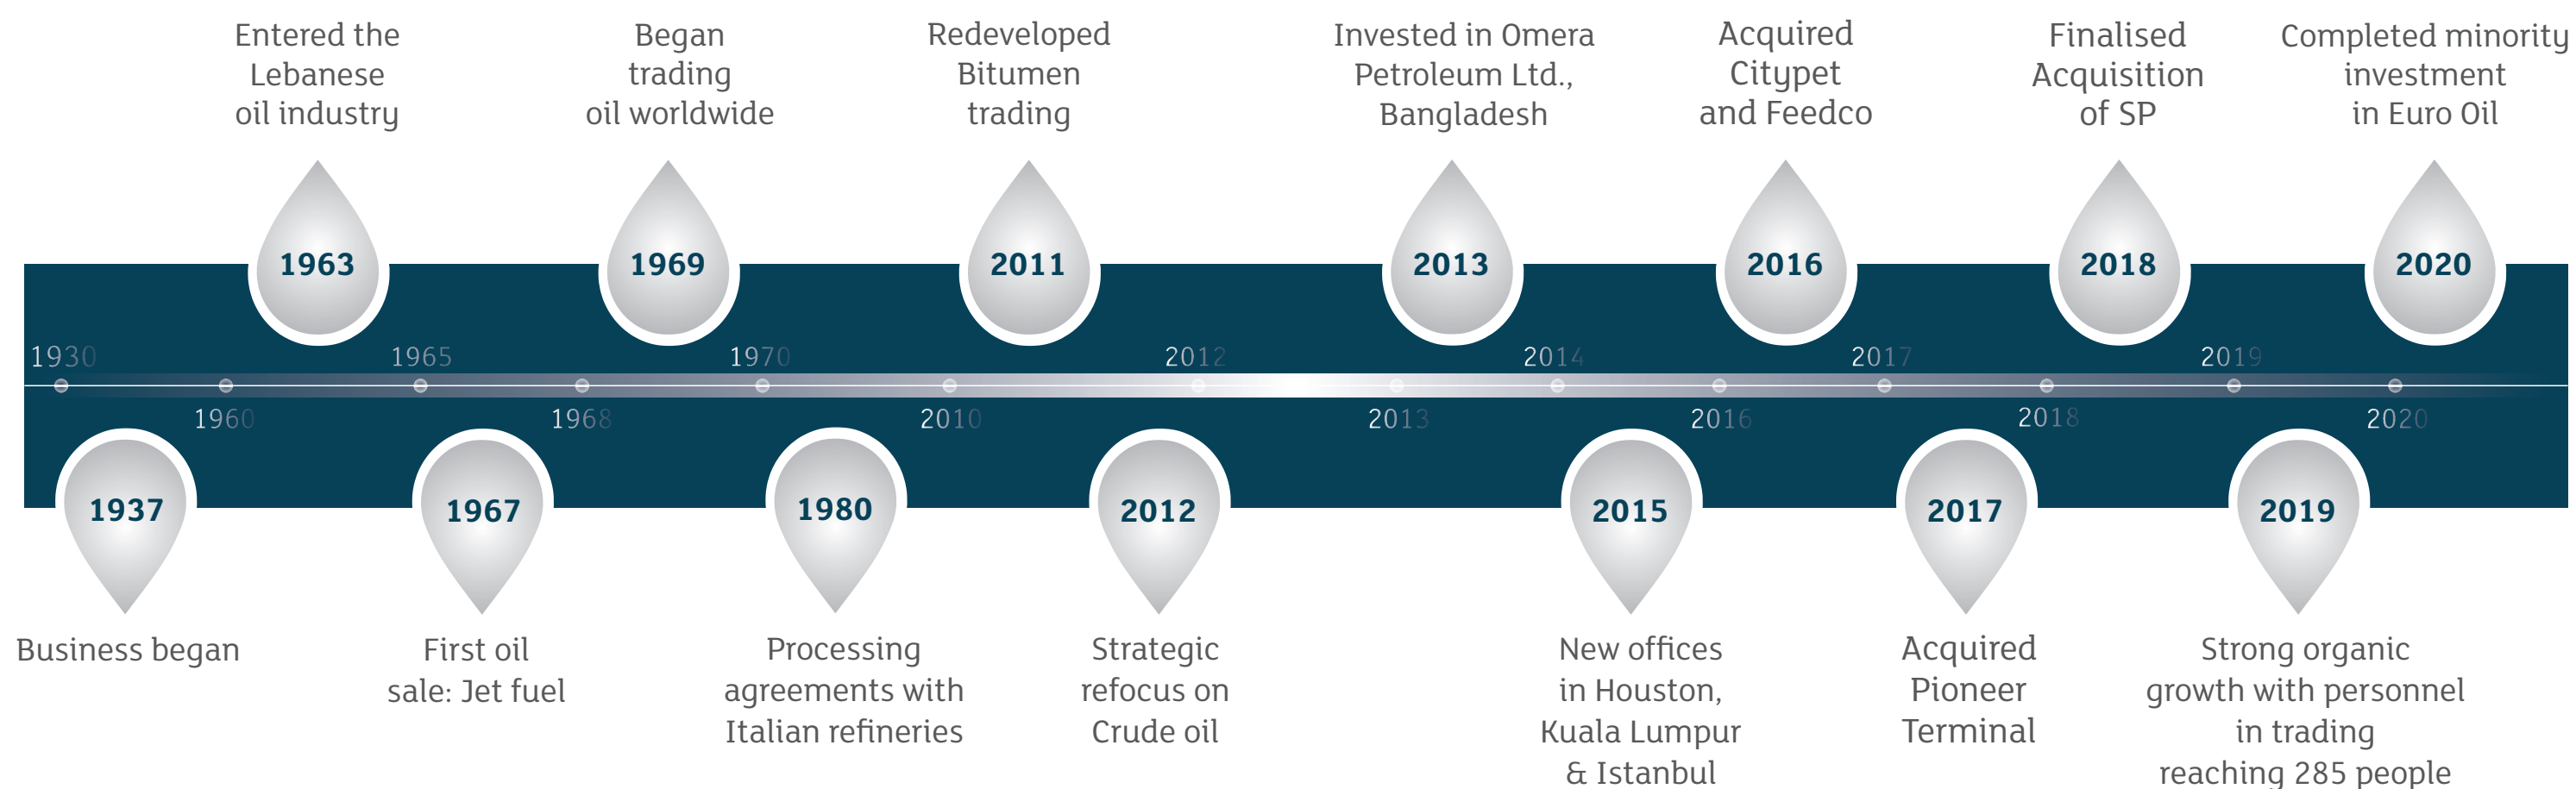 Entered the
Lebanese
oil industry
Began
trading
oil worldwide
Redeveloped
Bitumen
trading
Invested in Omera
Petroleum Ltd.,
Bangladesh
Acquired
Citypet
and Feedco
Finalised
Acquisition
of SP
Completed minority
investment
in Euro Oil
1963
1969
2011
2013
2016
2018
2020
1930
1965
1970
2012
2014
2017
2019
1960
1968
2010
2013
2016
2018
2020
1937
1967
1980
2012
2015
2017
2019
Business began
First oil
sale: Jet fuel
Processing
agreements with
Italian refineries
Strategic
refocus on
Crude oil
New offices
in Houston,
Kuala Lumpur
& Istanbul
Acquired
Pioneer
Terminal
Strong organic
growth with personnel
in trading
reaching 285 people